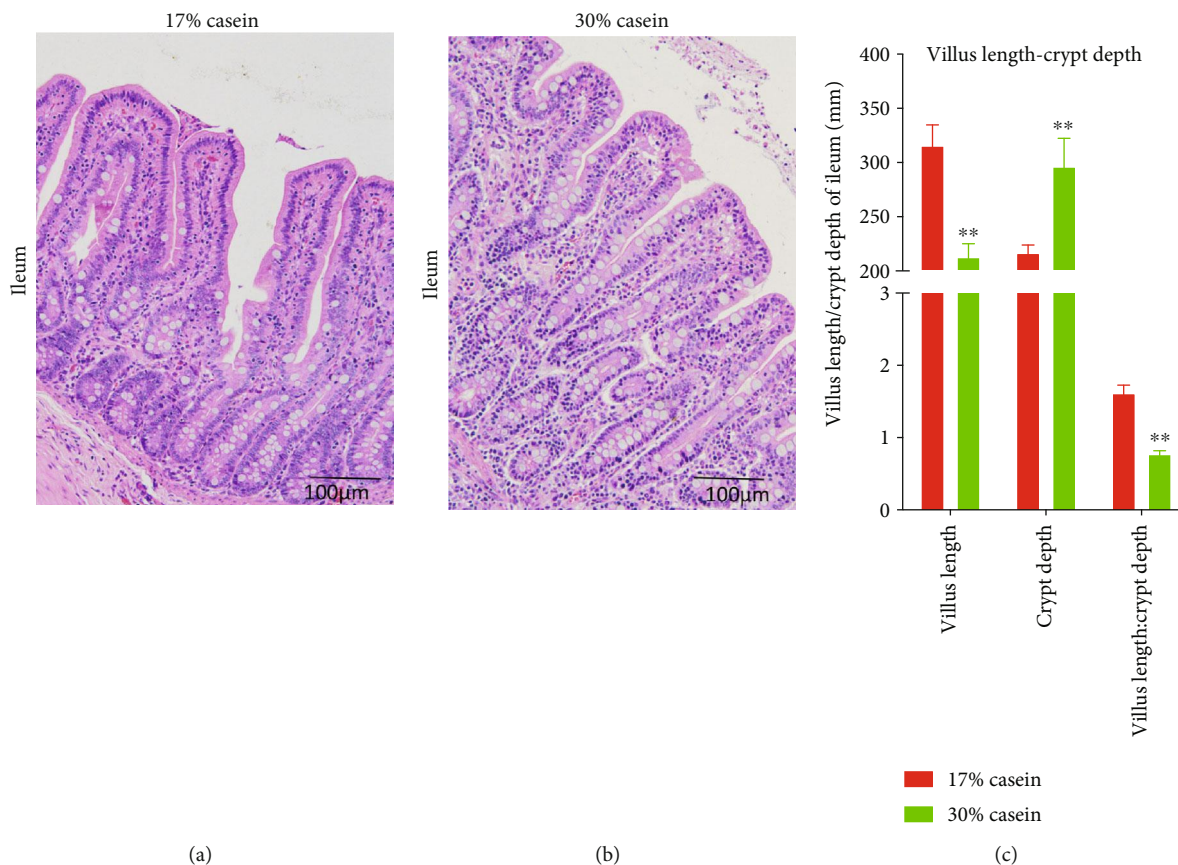 17% casein
Ileum
100μm
(a)
30% casein
Ileum
100μm
(b)
Villus length-crypt depth
Villus length/crypt depth of ileum (mm)
400
350
300
250
200
3
2
1
0
**
**
**
Villus length
Crypt depth
Villus length:crypt depth
17% casein
30% casein
(c)